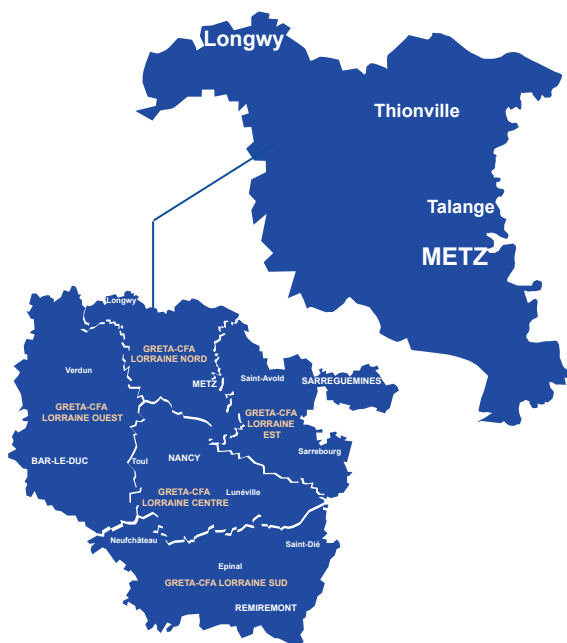 Longwy
Thionville
Talange
METZ
Longwy
GRETA-CFA
LORRAINE NORD
Verdun
METZ
Saint-Avold
SARREGUEMINES
GRETA-CFA
LORRAINE OUEST
GRETA-CFA
LORRAINE
EST
BAR-LE-DUC
Toul
NANCY
Sarrebourg
GRETA-CFA
LORRAINE CENTRE
Lunéville
Neufchâteau
Saint-Dié
Epinal
GRETA-CFA LORRAINE SUD
REMIREMONT